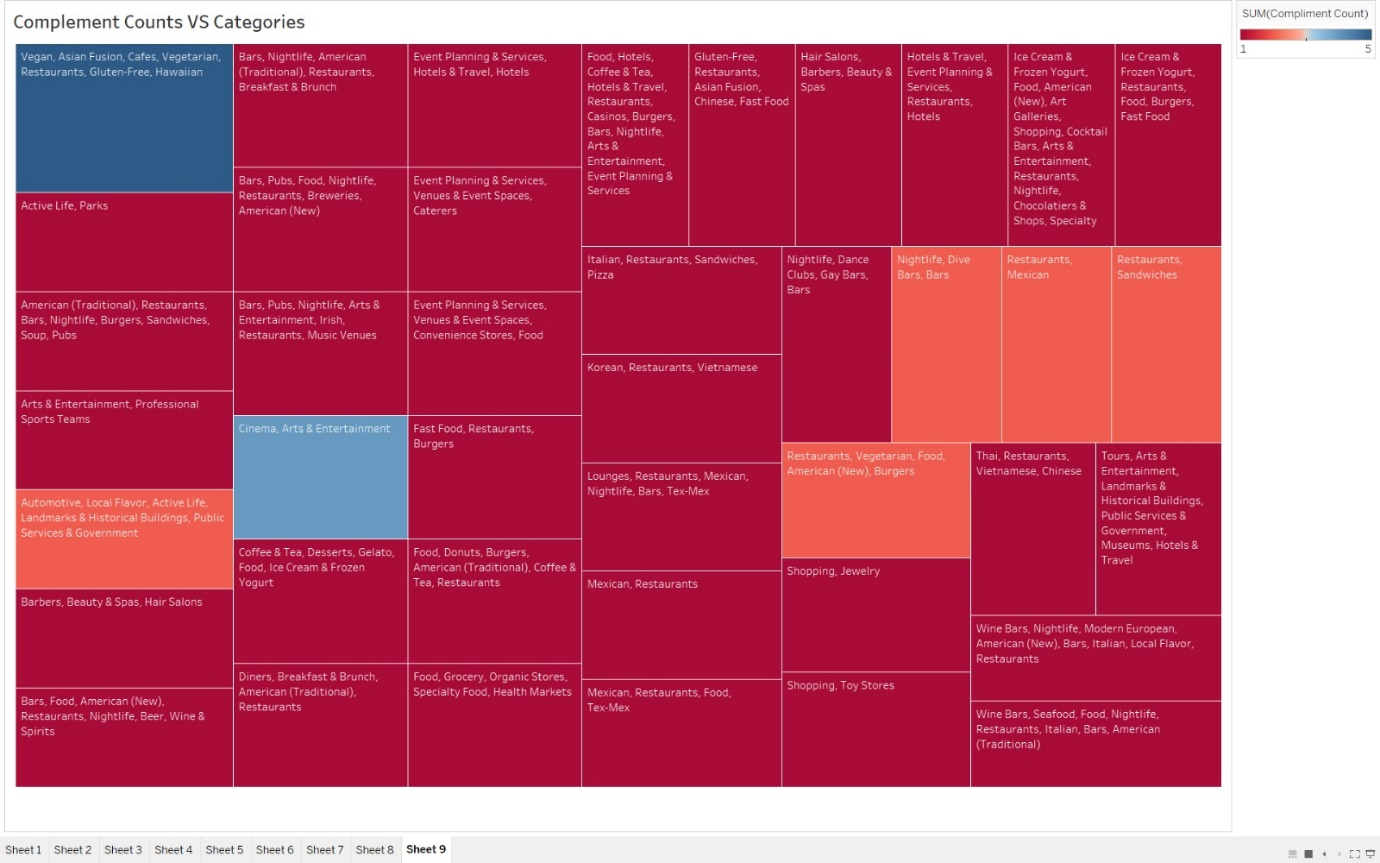 Complement Counts VS Categories
SUM(Compliment Count)
1
5
Vegan, Asian Fusion, Cafes, Vegetarian,
Restaurants, Gluten-Free, Hawaiian
Active Life, Parks
American (Traditional), Restaurants,
Bars, Nightlife, Burgers, Sandwiches,
Soup, Pubs
Arts & Entertainment, Professional
Sports Teams
Automotive, Local Flavor, Active Life,
Landmarks & Historical Buildings, Public
Services & Government
Barbers, Beauty & Spas, Hair Salons
Bars, Food, American (New),
Restaurants, Nightlife, Beer, Wine &
Spirits
Bars, Nightlife, American
(Traditional), Restaurants,
Breakfast & Brunch
Bars, Pubs, Food, Nightlife,
Restaurants, Breweries,
American (New)
Bars, Pubs, Nightlife, Arts &
Entertainment, Irish,
Restaurants, Music Venues
Cinema, Arts & Entertainment
Coffee & Tea, Desserts, Gelato,
Food, Ice Cream & Frozen
Yogurt
Diners, Breakfast & Brunch,
American (Traditional),
Restaurants
Event Planning & Services,
Hotels & Travel, Hotels
Event Planning & Services,
Venues & Event Spaces,
Caterers
Event Planning & Services,
Venues & Event Spaces,
Convenience Stores, Food
Fast Food, Restaurants,
Burgers
Food, Donuts, Burgers,
American (Traditional), Coffee &
Tea, Restaurants
Food, Grocery, Organic Stores,
Specialty Food, Health Markets
Food, Hotels,
Coffee & Tea,
Hotels & Travel,
Restaurants,
Casinos, Burgers,
Bars, Nightlife,
Arts &
Entertainment,
Event Planning &
Services
Gluten-Free,
Restaurants,
Asian Fusion,
Chinese, Fast Food
Hair Salons,
Barbers, Beauty &
Spas
Hotels & Travel,
Event Planning &
Services,
Restaurants,
Hotels
Ice Cream &
Frozen Yogurt,
Food, American
(New), Art
Galleries,
Shopping, Cocktail
Bars, Arts &
Entertainment,
Restaurants,
Nightlife,
Chocolatiers &
Shops, Specialty
Ice Cream &
Frozen Yogurt,
Restaurants,
Food, Burgers,
Fast Food
Italian, Restaurants, Sandwiches,
Pizza
Korean, Restaurants, Vietnamese
Lounges, Restaurants, Mexican,
Nightlife, Bars, Tex-Mex
Mexican, Restaurants
Mexican, Restaurants, Food,
Tex-Mex
Nightlife, Dance
Clubs, Gay Bars,
Bars
Nightlife, Dive
Bars, Bars
Restaurants,
Mexican
Restaurants,
Sandwiches
Restaurants, Vegetarian, Food,
American (New), Burgers
Shopping, Jewelry
Shopping, Toy Stores
Thai, Restaurants,
Vietnamese, Chinese
Tours, Arts &
Entertainment,
Landmarks &
Historical Buildings,
Public Services &
Government,
Museums, Hotels &
Travel
Wine Bars, Nightlife, Modern European,
American (New), Bars, Italian, Local Flavor,
Restaurants
Wine Bars, Seafood, Food, Nightlife,
Restaurants, Italian, Bars, American
(Traditional)
Sheet 1 Sheet 2 Sheet 3 Sheet 4 Sheet 5 Sheet 6 Sheet 7 Sheet 8 Sheet 9